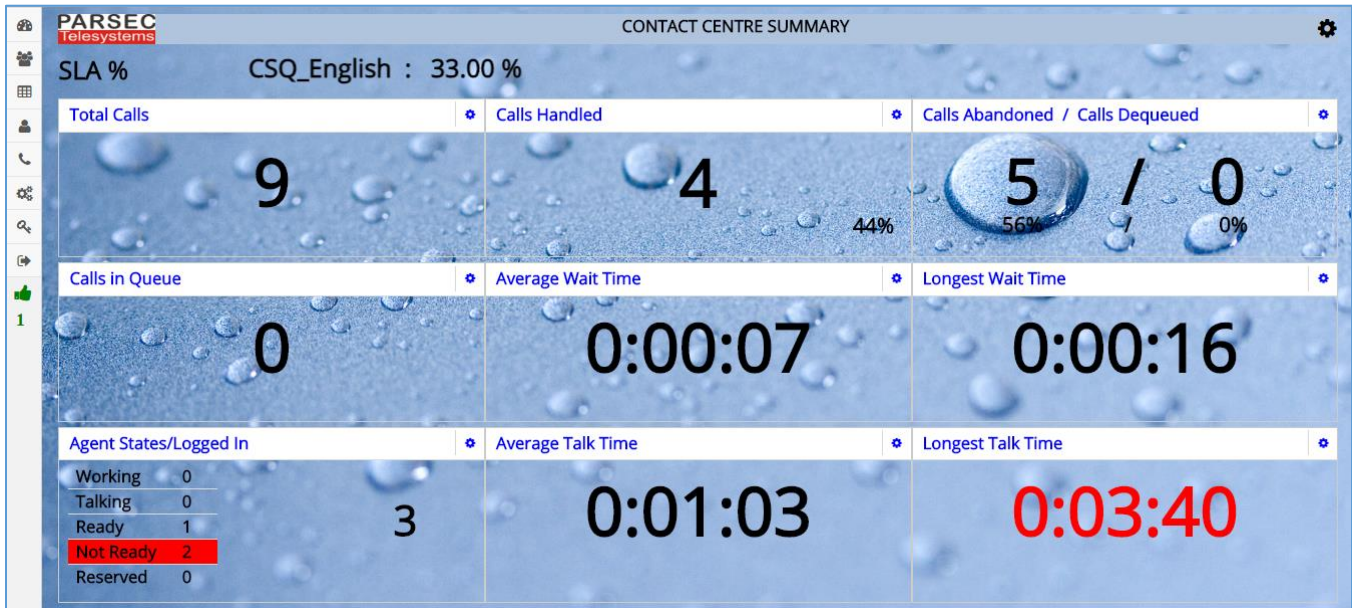 PARSEC
Telesystems
CONTACT CENTRE SUMMARY
SLA % CSQ_English : 33.00 %
Total Calls
Calls Handled
Calls Abandoned / Calls Dequeued
9
4
44%
5 / 0
56% / 0%
1
Calls in Queue
Average Wait Time
Longest Wait Time
0
0:00:07
0:00:16
Agent States/Logged In
Average Talk Time
Longest Talk Time
Working 0
Talking 0
Ready 1
Not Ready 2
Reserved 0
3
0:01:03
0:03:40